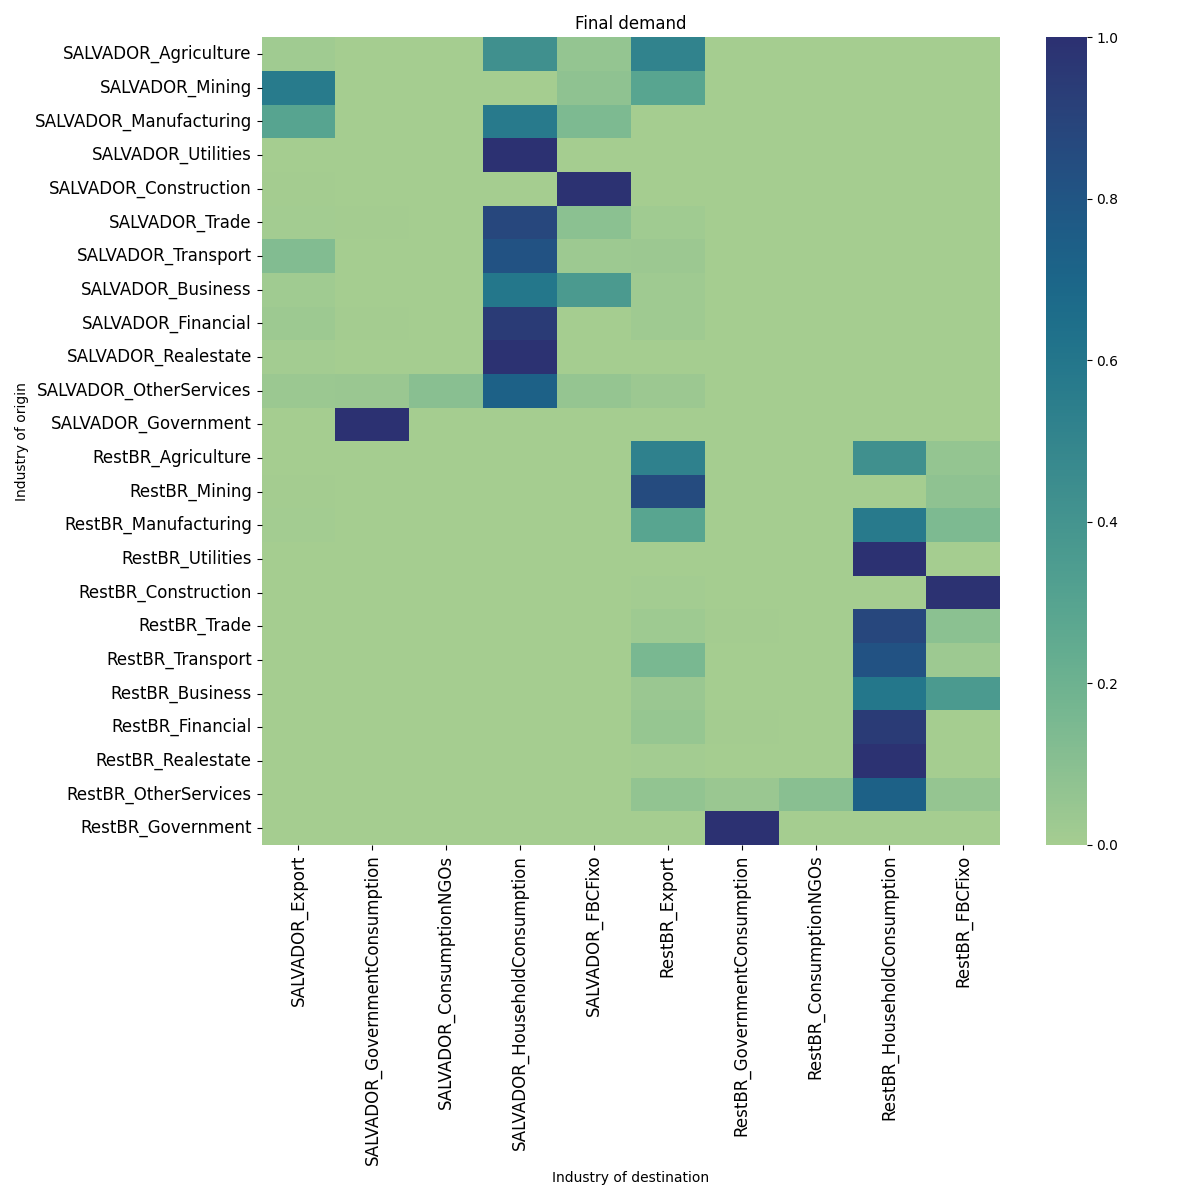 Final demand
Industry of origin
SALVADOR_Agriculture
SALVADOR_Mining
SALVADOR_Manufacturing
SALVADOR_Utilities
SALVADOR_Construction
SALVADOR_Trade
SALVADOR_Transport
SALVADOR_Business
SALVADOR_Financial
SALVADOR_Realestate
SALVADOR_OtherServices
SALVADOR_Government
RestBR_Agriculture
RestBR_Mining
RestBR_Manufacturing
RestBR_Utilities
RestBR_Construction
RestBR_Trade
RestBR_Transport
RestBR_Business
RestBR_Financial
RestBR_Realestate
RestBR_OtherServices
RestBR_Government
SALVADOR_Export
SALVADOR_GovernmentConsumption
SALVADOR_ConsumptionNGOs
SALVADOR_HouseholdConsumption
SALVADOR_FBCFixo
RestBR_Export
RestBR_GovernmentConsumption
RestBR_ConsumptionNGOs
RestBR_HouseholdConsumption
RestBR_FBCFixo
Industry of destination
1.0
0.8
0.6
0.4
0.2
0.0